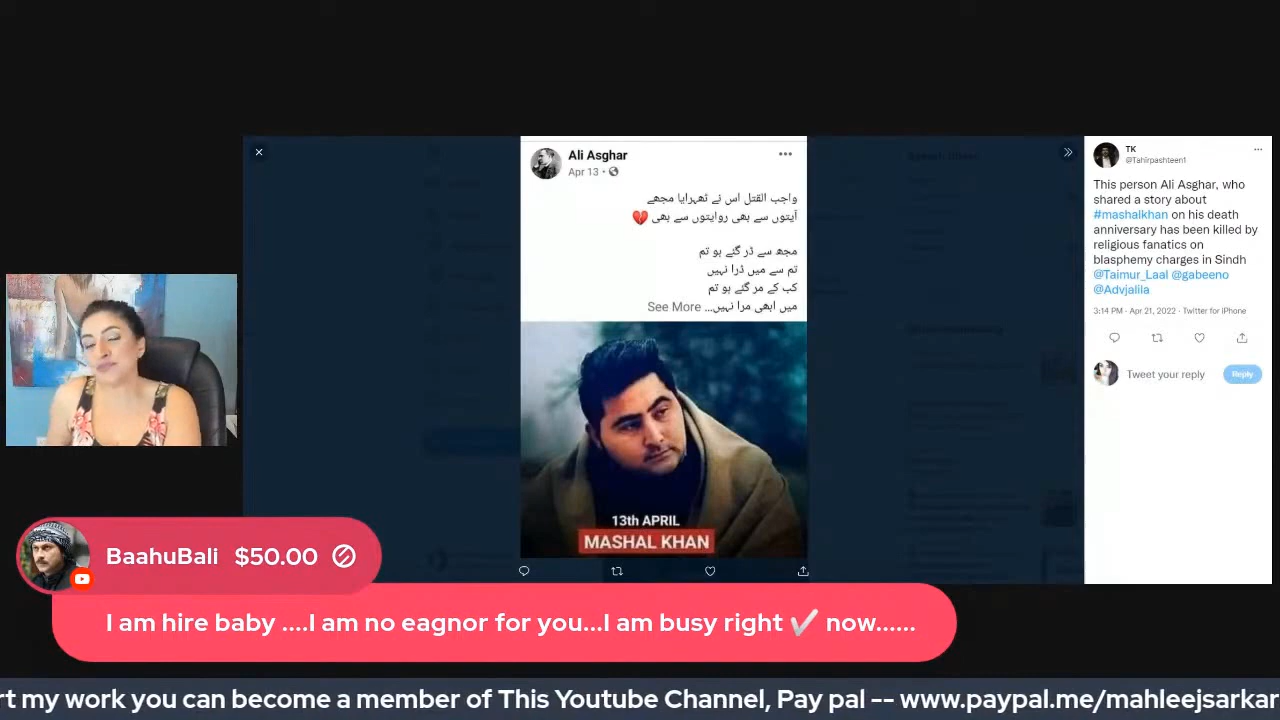 Ali Asghar
Apr 13 •
واجب القتل اس نے ٹھہرایا مجھے
آیتوں سے بھی روایتوں سے بھی 💔
مجھ سے ڈر گئے ہو تم
تم سے میں ڈرا نہیں
کب کے مر گئے ہو تم
میں ابھی مرا نہیں... See More
13th APRIL
MASHAL KHAN
TK
@Tahirpashteen1
This person Ali Asghar, who
shared a story about
#mashalkhan on his death
anniversary has been killed by
religious fanatics on
blasphemy charges in Sindh
@Taimur_Laal @gabeeno
@Advjaliia
3:14 PM · Apr 21, 2022 · Twitter for iPhone
Tweet your reply
Reply
BaahuBali $50.00
I am hire baby ....I am no eagnor for you...I am busy right ✔️ now......
rt my work you can become a member of This Youtube Channel, Pay pal -- www.paypal.me/mahleejsarkar